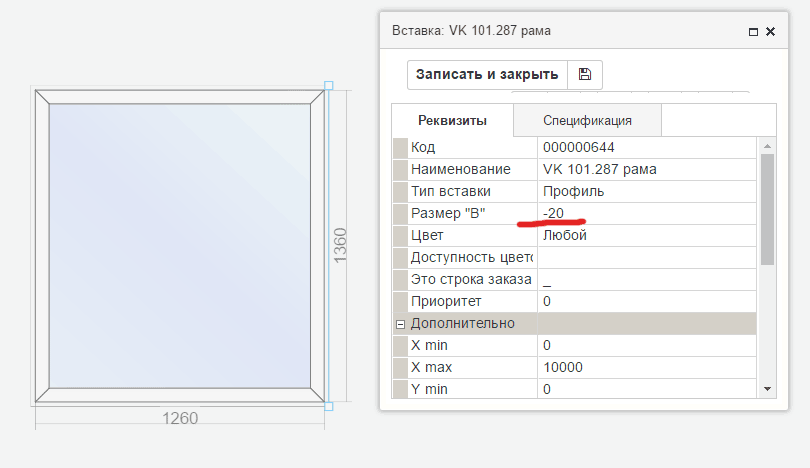 Вставка: VK 101.287 рама
Записать и закрыть
Реквизиты Спецификация
Код 000000644
Наименование VK 101.287 рама
Тип вставки Профиль
Размер "В" -20
Цвет Любой
Доступность цвето
Это строка заказа _
Приоритет 0
Дополнительно
X min 0
X max 10000
Y min 0
1360
1260